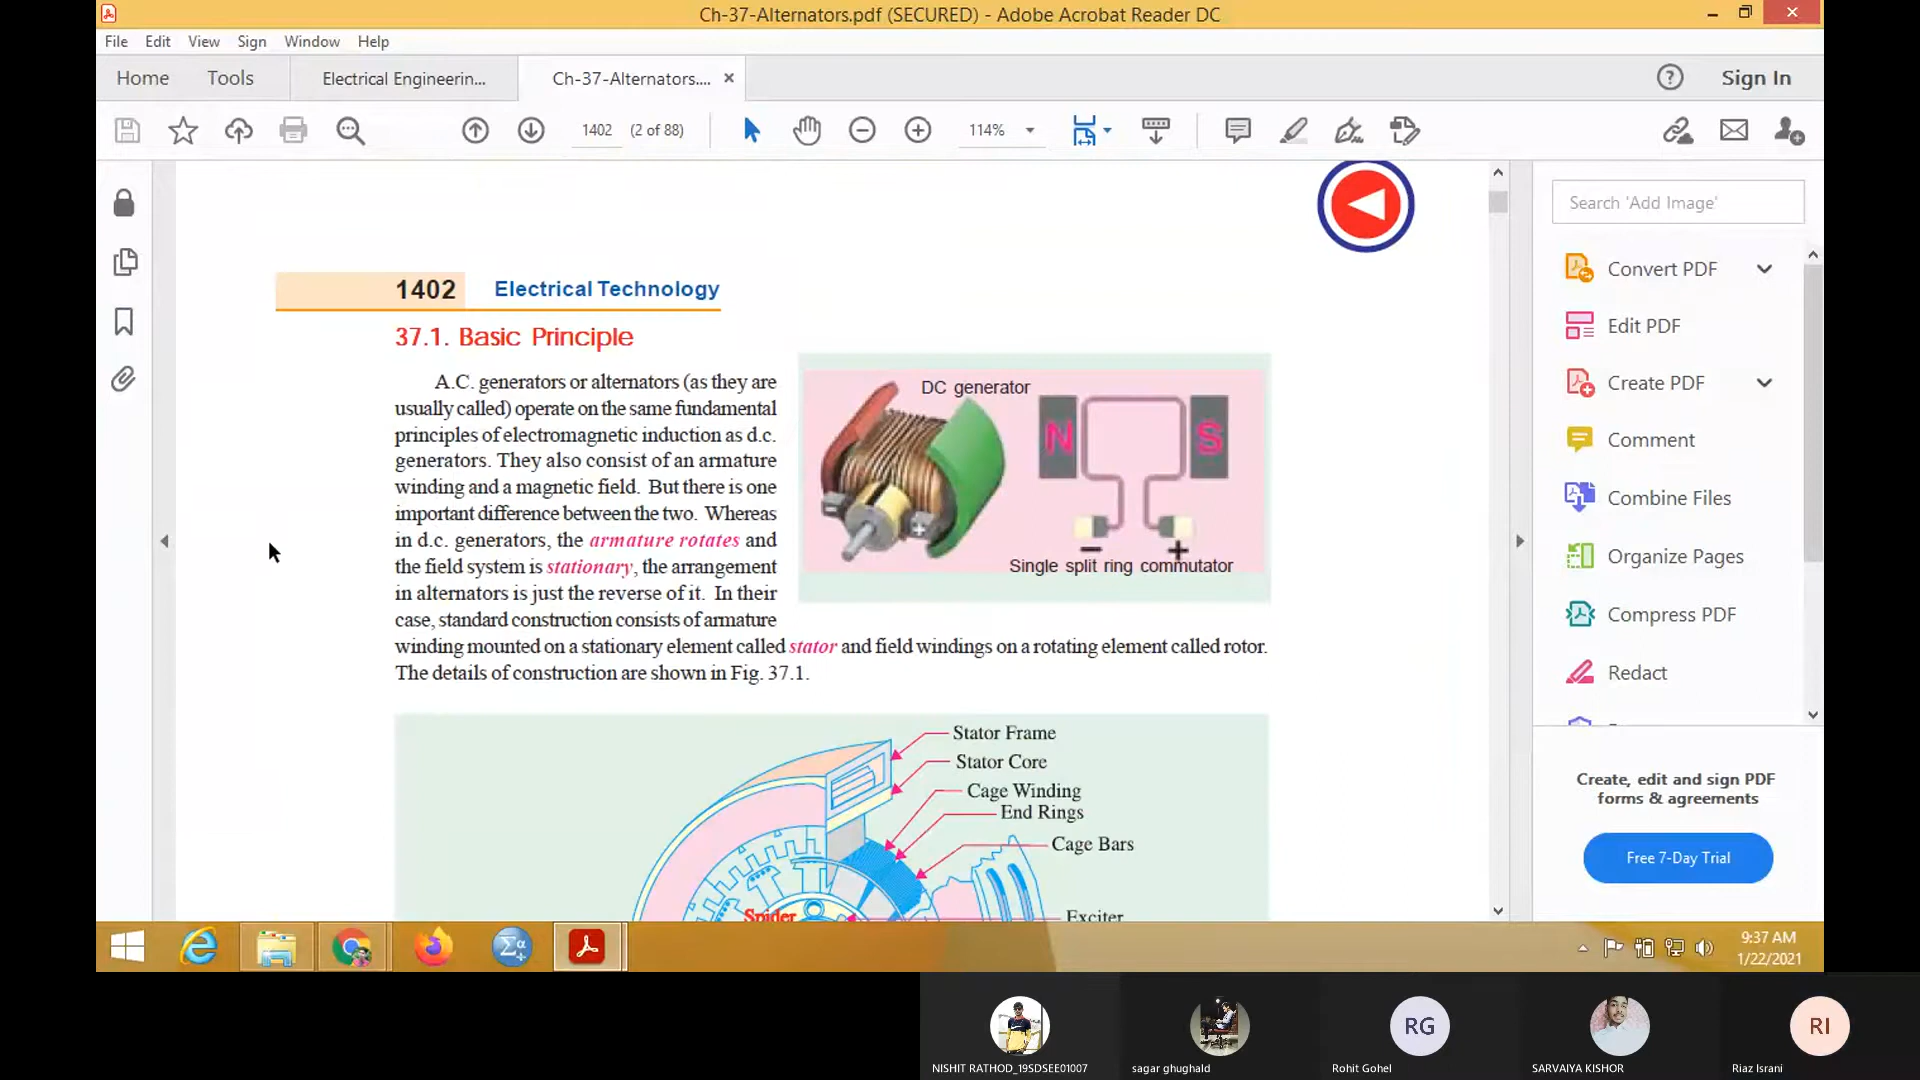 Ch-37-Alternators.pdf (SECURED) - Adobe Acrobat Reader DC
File Edit View Sign Window Help
Home Tools Electrical Engineerin... Ch-37-Alternators.... × Sign In
1402 (2 of 88) 114%
1402 Electrical Technology
37.1. Basic Principle
A.C. generators or alternators (as they are
usually called) operate on the same fundamental
principles of electromagnetic induction as d.c.
generators. They also consist of an armature
winding and a magnetic field. But there is one
important difference between the two. Whereas
in d.c. generators, the armature rotates and
the field system is stationary, the arrangement
in alternators is just the reverse of it. In their
case, standard construction consists of armature
winding mounted on a stationary element called stator and field windings on a rotating element called rotor.
The details of construction are shown in Fig. 37.1.
DC generator
N S
− +
Single split ring commutator
Stator Frame
Stator Core
Cage Winding
End Rings
Cage Bars
Spider
Exciter
Search 'Add Image'
Convert PDF
Edit PDF
Create PDF
Comment
Combine Files
Organize Pages
Compress PDF
Redact
Create, edit and sign PDF
forms & agreements
Free 7-Day Trial
9:37 AM
1/22/2021
RG RI
NISHIT RATHOD_19SDSEE01007 sagar ghughald Rohit Gohel SARVAIYA KISHOR Riaz Israni